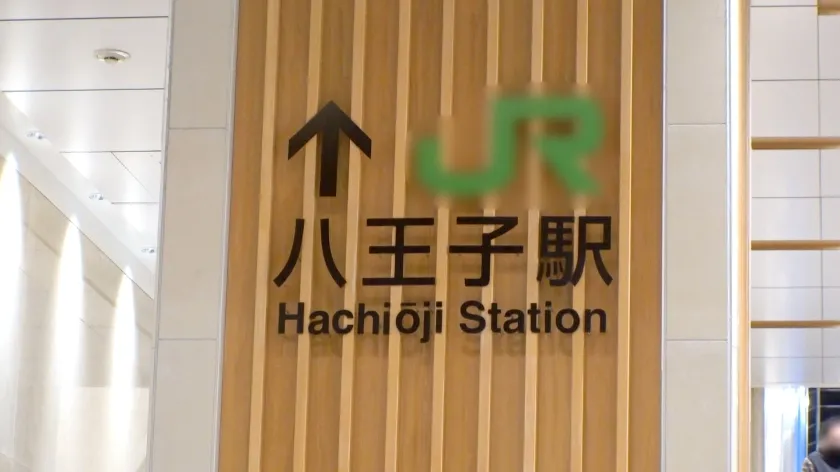 JR
八王子駅
Hachiōji Station